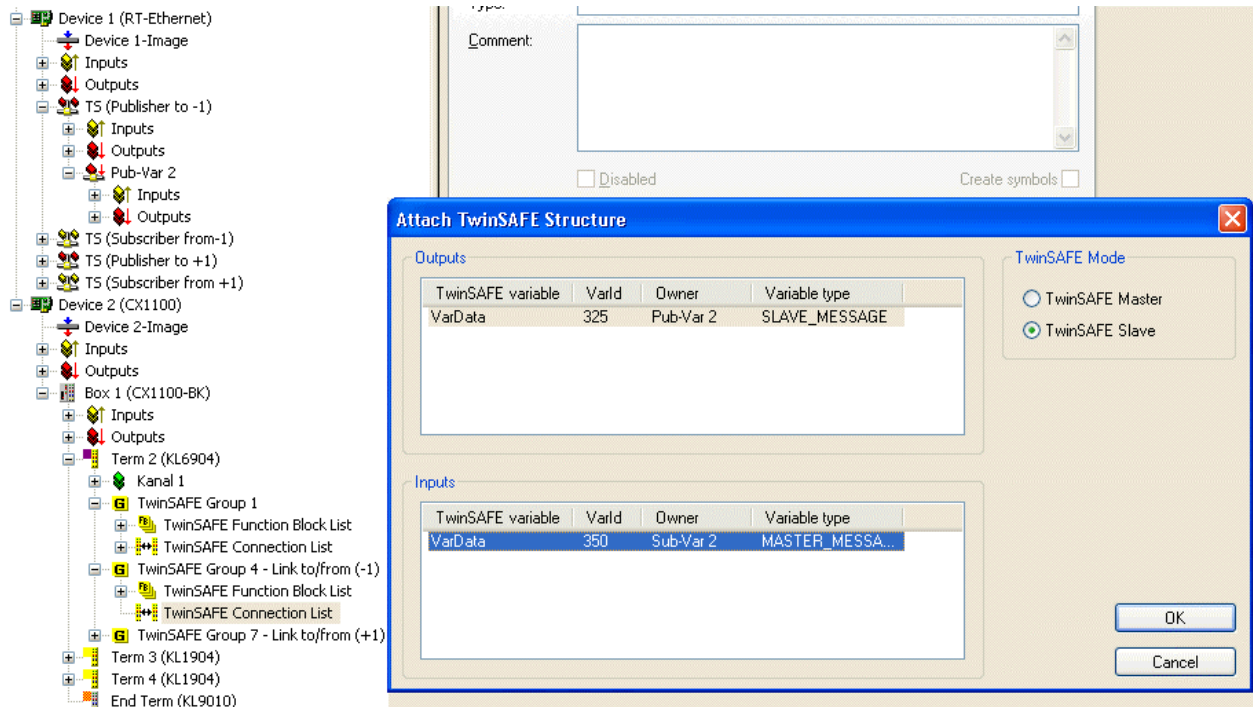 Device 1 (RT-Ethernet)
Device 1-Image
Inputs
Outputs
TS (Publisher to -1)
Inputs
Outputs
Pub-Var 2
Inputs
Outputs
TS (Subscriber from-1)
TS (Publisher to +1)
TS (Subscriber from +1)
Device 2 (CX1100)
Device 2-Image
Inputs
Outputs
Box 1 (CX1100-BK)
Inputs
Outputs
Term 2 (KL6904)
Kanal 1
G TwinSAFE Group 1
FB TwinSAFE Function Block List
TwinSAFE Connection List
G TwinSAFE Group 4 - Link to/from (-1)
FB TwinSAFE Function Block List
TwinSAFE Connection List
G TwinSAFE Group 7 - Link to/from (+1)
Term 3 (KL1904)
Term 4 (KL1904)
End Term (KL9010)
Comment:
Disabled Create symbols
Attach TwinSAFE Structure
Outputs
TwinSAFE variable VarId Owner Variable type
VarData 325 Pub-Var 2 SLAVE_MESSAGE
Inputs
TwinSAFE variable VarId Owner Variable type
VarData 350 Sub-Var 2 MASTER_MESSA...
TwinSAFE Mode
TwinSAFE Master
TwinSAFE Slave
OK
Cancel